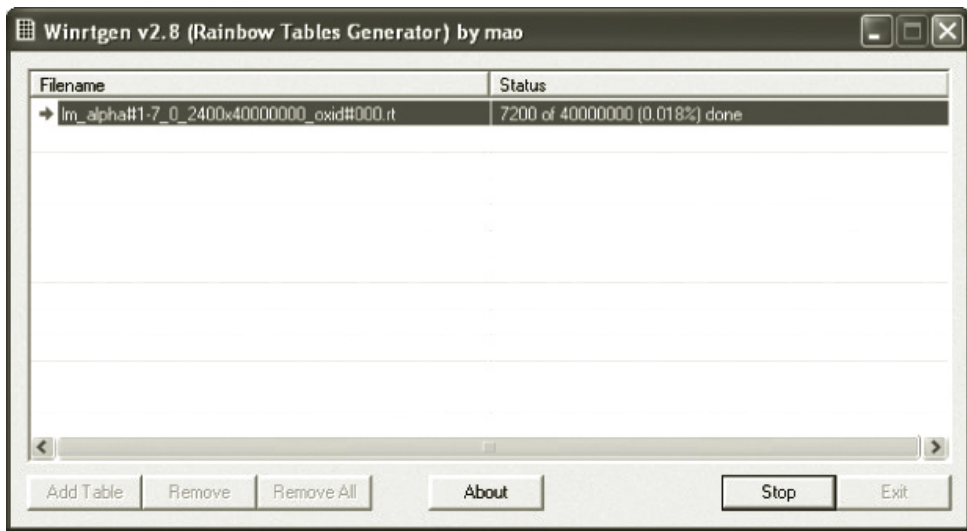 Winrtgen v2.8 (Rainbow Tables Generator) by mao
Filename Status
lm_alpha#1-7_0_2400x40000000_oxid#000.rt 7200 of 40000000 (0.018%) done
Add Table Remove Remove All About Stop Exit